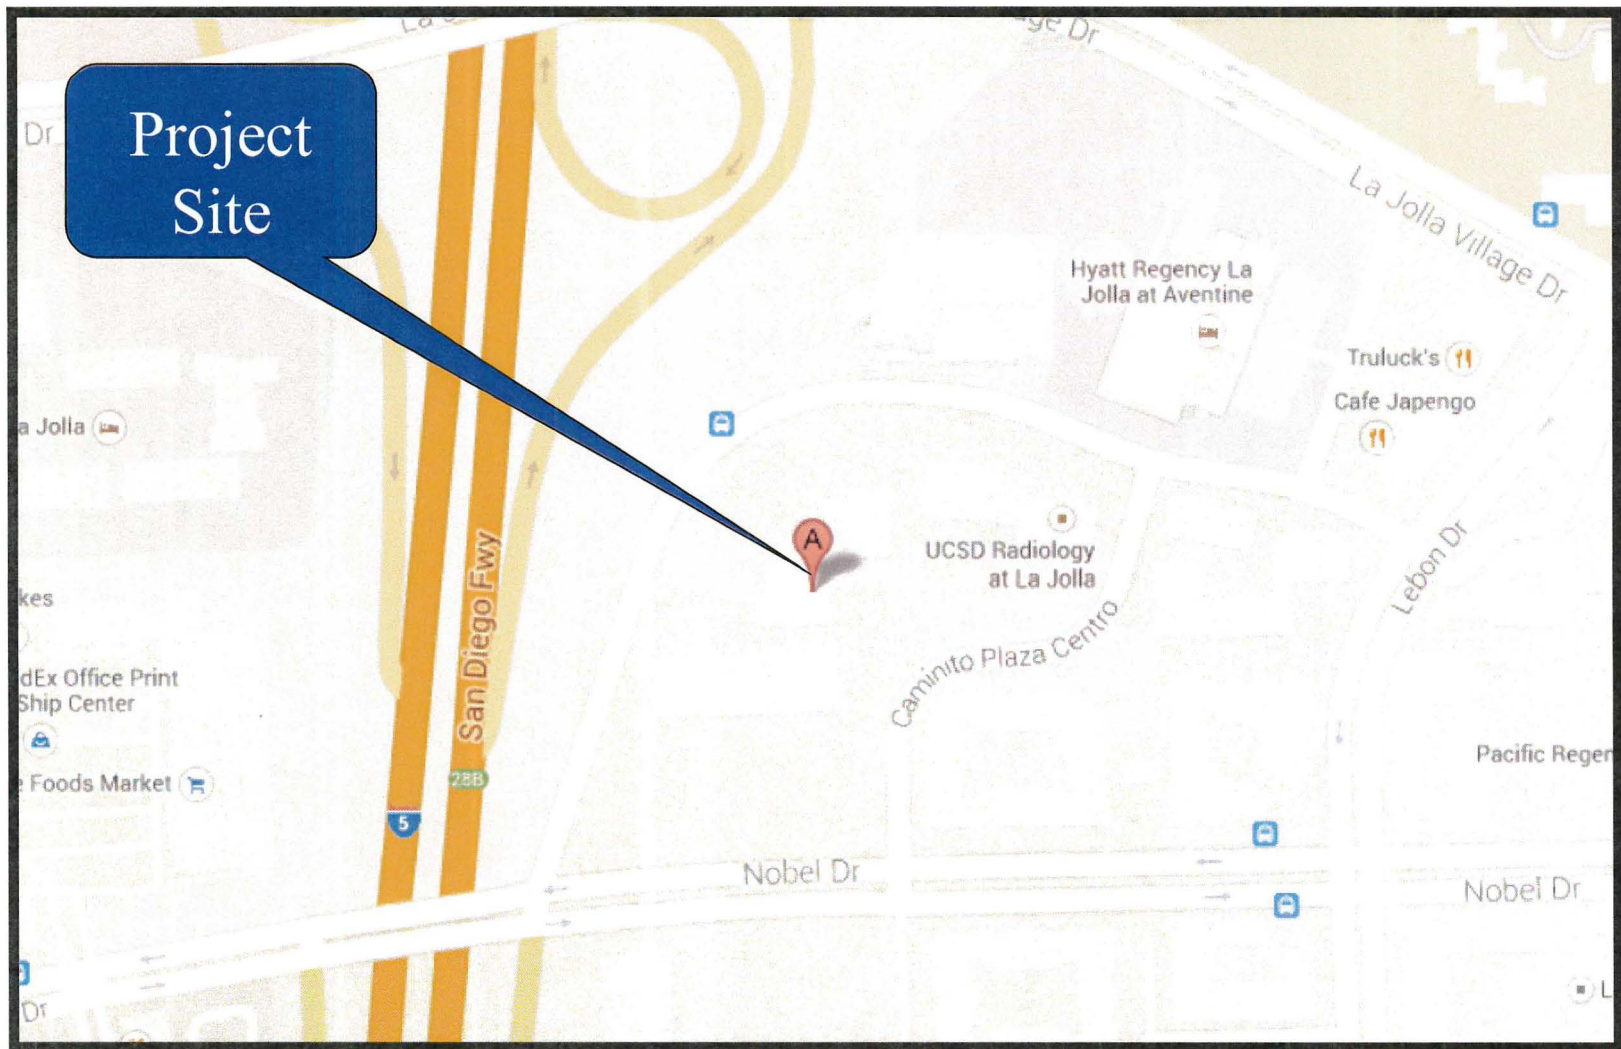 Project
Site
Dr
La Jolla Village Dr
Hyatt Regency La
Jolla at Aventine
Truluck's
Cafe Japengo
a Jolla
A
UCSD Radiology
at La Jolla
Caminito Plaza Centro
Lebon Dr
San Diego Fwy
kes
dEx Office Print
Ship Center
e Foods Market
28B
5
Pacific Regen
Nobel Dr
Nobel Dr
Dr
L